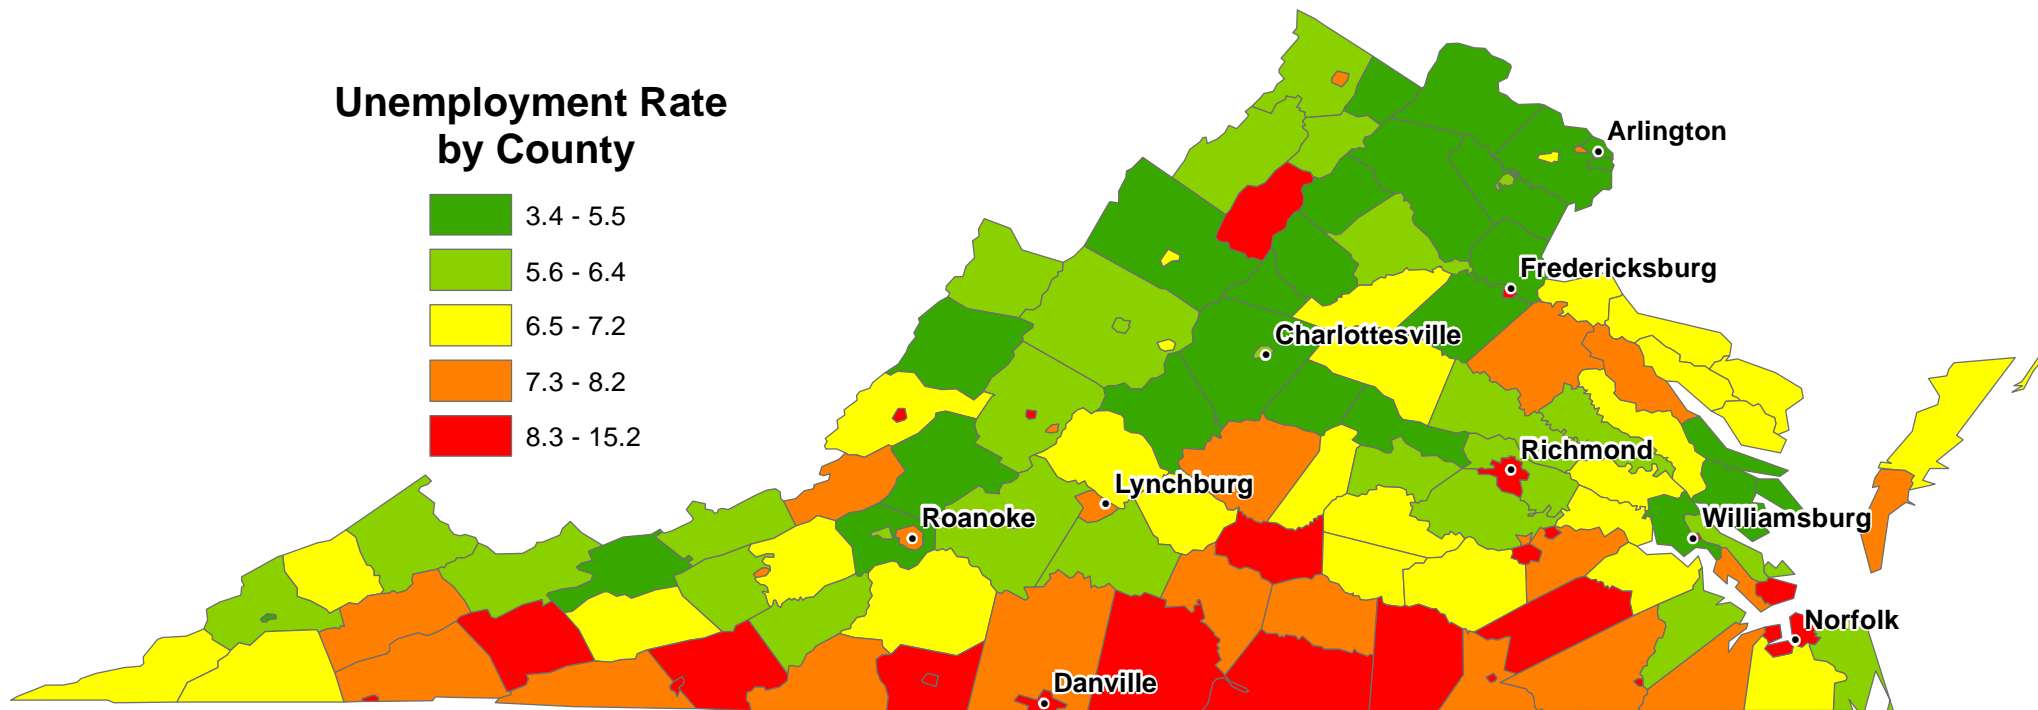 Unemployment Rate
by County
3.4 - 5.5
5.6 - 6.4
6.5 - 7.2
7.3 - 8.2
8.3 - 15.2
Arlington
Fredericksburg
Charlottesville
Richmond
Lynchburg
Roanoke
Williamsburg
Norfolk
Danville